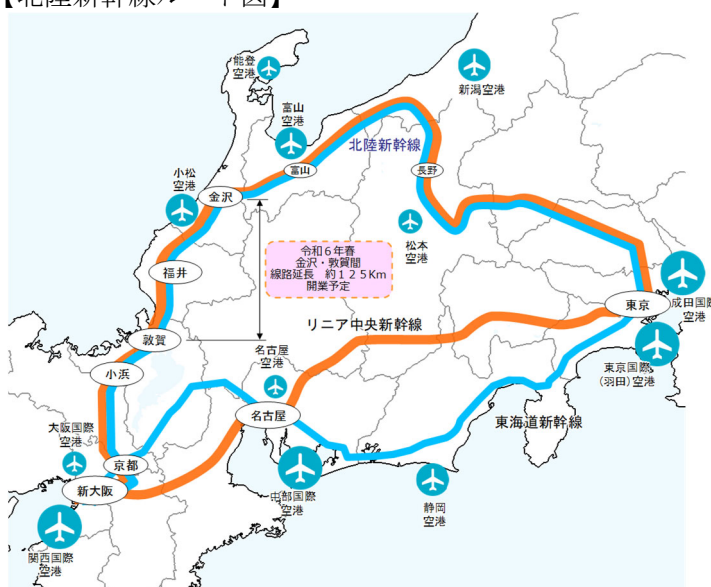 【北陸新幹線ルート図】
能登
空港
新潟空港
富山
空港
北陸新幹線
小松
空港
富山
長野
金沢
松本
空港
令和６年春
金沢・敦賀間
線路延長　約１２５Km
開業予定
福井
成田国際
空港
東京
リニア中央新幹線
敦賀
名古屋
空港
小浜
東京国際
(羽田)空港
名古屋
東海道新幹線
大阪国際
空港
京都
新大阪
中部国際
空港
静岡
空港
関西国際
空港